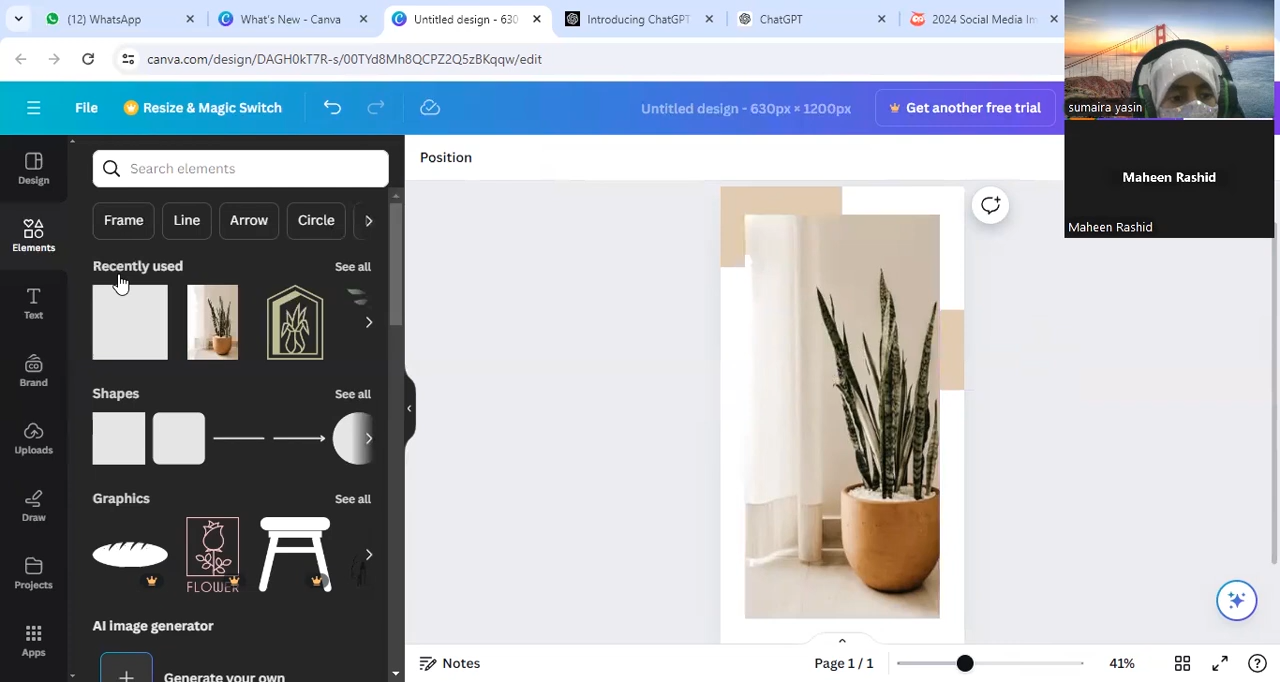 (12) WhatsApp
What's New - Canva
Untitled design - 630
Introducing ChatGPT
ChatGPT
2024 Social Media Im
canva.com/design/DAGH0kT7R-s/00TYd8Mh8QCPZ2Q5zBKqqw/edit
File
Resize & Magic Switch
Untitled design - 630px × 1200px
Get another free trial
sumaira yasin
Maheen Rashid
Maheen Rashid
Design
Elements
Text
Brand
Uploads
Draw
Projects
Apps
Search elements
Frame
Line
Arrow
Circle
Recently used
See all
Shapes
See all
Graphics
See all
FLOWER
AI image generator
Generate your own
Position
Notes
Page 1 / 1
41%